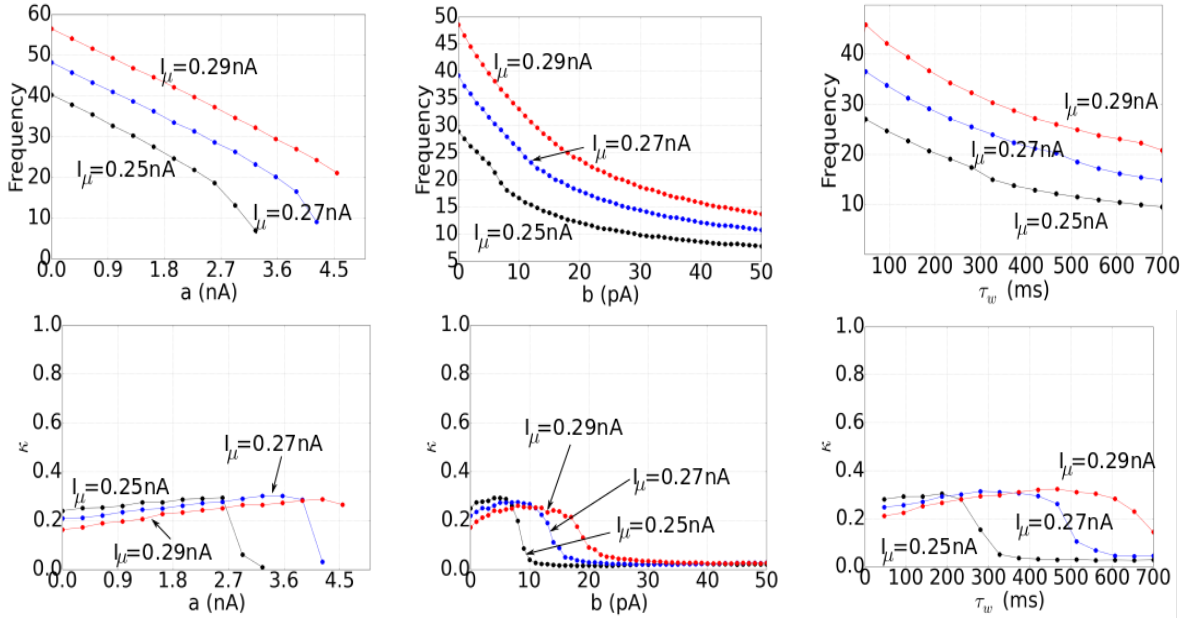 60
50
40
30
20
10
0
Frequency
I_μ=0.29nA
I_μ=0.25nA
I_μ=0.27nA
0.0 0.9 1.8 2.7 3.6 4.5
a (nA)
50
45
40
35
30
25
20
15
10
5
Frequency
I_μ=0.29nA
I_μ=0.27nA
I_μ=0.25nA
0 10 20 30 40 50
b (pA)
40
30
20
10
Frequency
I_μ=0.29nA
I_μ=0.27nA
I_μ=0.25nA
100 200 300 400 500 600 700
τ_w (ms)
1.0
0.8
0.6
0.4
0.2
0.0
κ
I_μ=0.27nA
I_μ=0.25nA
I_μ=0.29nA
0.0 0.9 1.8 2.7 3.6 4.5
a (nA)
1.0
0.8
0.6
0.4
0.2
0.0
κ
I_μ=0.29nA
I_μ=0.27nA
I_μ=0.25nA
0 10 20 30 40 50
b (pA)
1.0
0.8
0.6
0.4
0.2
0.0
κ
I_μ=0.29nA
I_μ=0.27nA
I_μ=0.25nA
0 100 200 300 400 500 600 700
τ_w (ms)